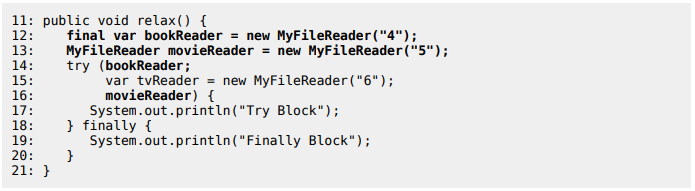 11: public void relax() {
12:    final var bookReader = new MyFileReader("4");
13:    MyFileReader movieReader = new MyFileReader("5");
14:    try (bookReader;
15:         var tvReader = new MyFileReader("6");
16:         movieReader) {
17:       System.out.println("Try Block");
18:    } finally {
19:       System.out.println("Finally Block");
20:    }
21: }